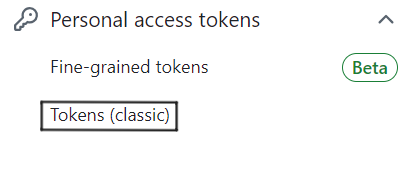 Personal access tokens
Fine-grained tokens Beta
Tokens (classic)